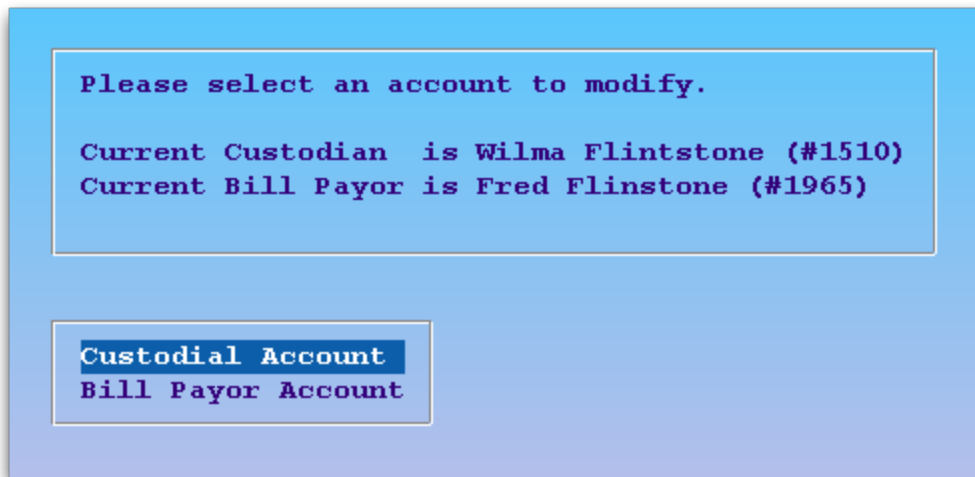 Please select an account to modify.
Current Custodian  is Wilma Flintstone (#1510)
Current Bill Payor is Fred Flinstone (#1965)
Custodial Account
Bill Payor Account